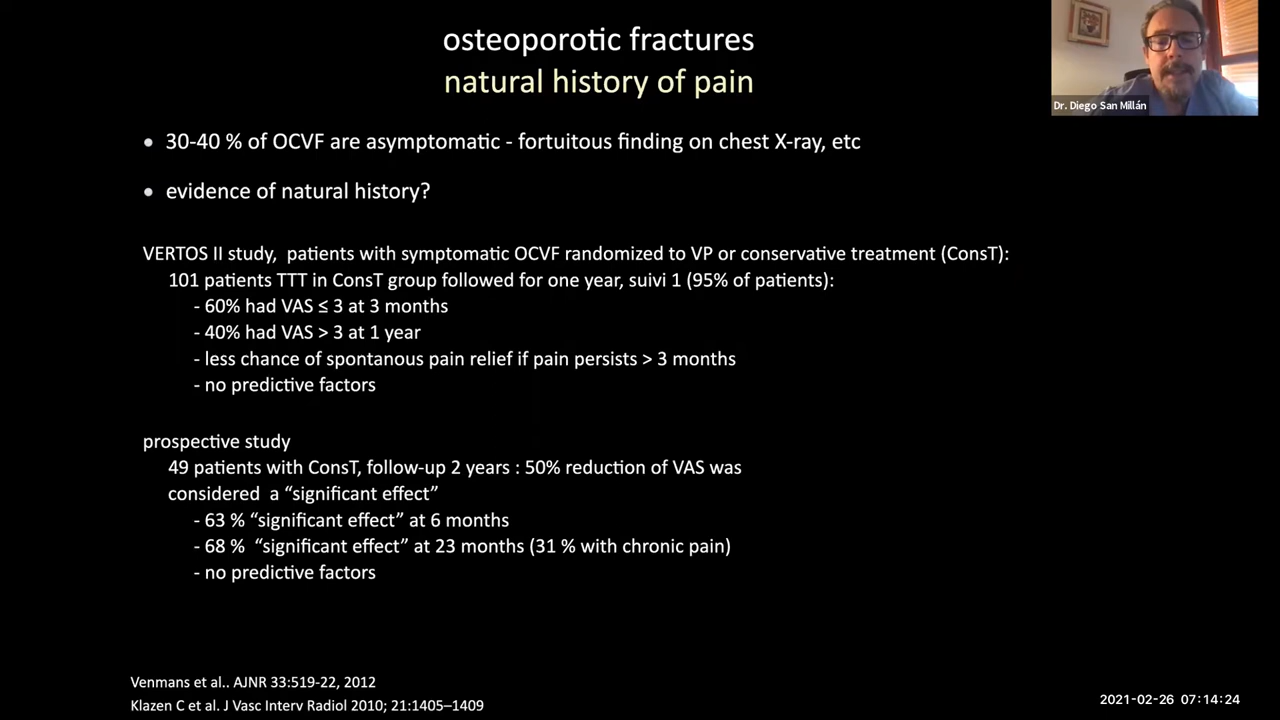 osteoporotic fractures
natural history of pain
Dr. Diego San Millán
• 30-40 % of OCVF are asymptomatic - fortuitous finding on chest X-ray, etc
• evidence of natural history?
VERTOS II study, patients with symptomatic OCVF randomized to VP or conservative treatment (ConsT):
101 patients TTT in ConsT group followed for one year, suivi 1 (95% of patients):
- 60% had VAS ≤ 3 at 3 months
- 40% had VAS > 3 at 1 year
- less chance of spontanous pain relief if pain persists > 3 months
- no predictive factors
prospective study
49 patients with ConsT, follow-up 2 years : 50% reduction of VAS was
considered a “significant effect”
- 63 % “significant effect” at 6 months
- 68 % “significant effect” at 23 months (31 % with chronic pain)
- no predictive factors
Venmans et al.. AJNR 33:519-22, 2012
Klazen C et al. J Vasc Interv Radiol 2010; 21:1405–1409
2021-02-26 07:14:24